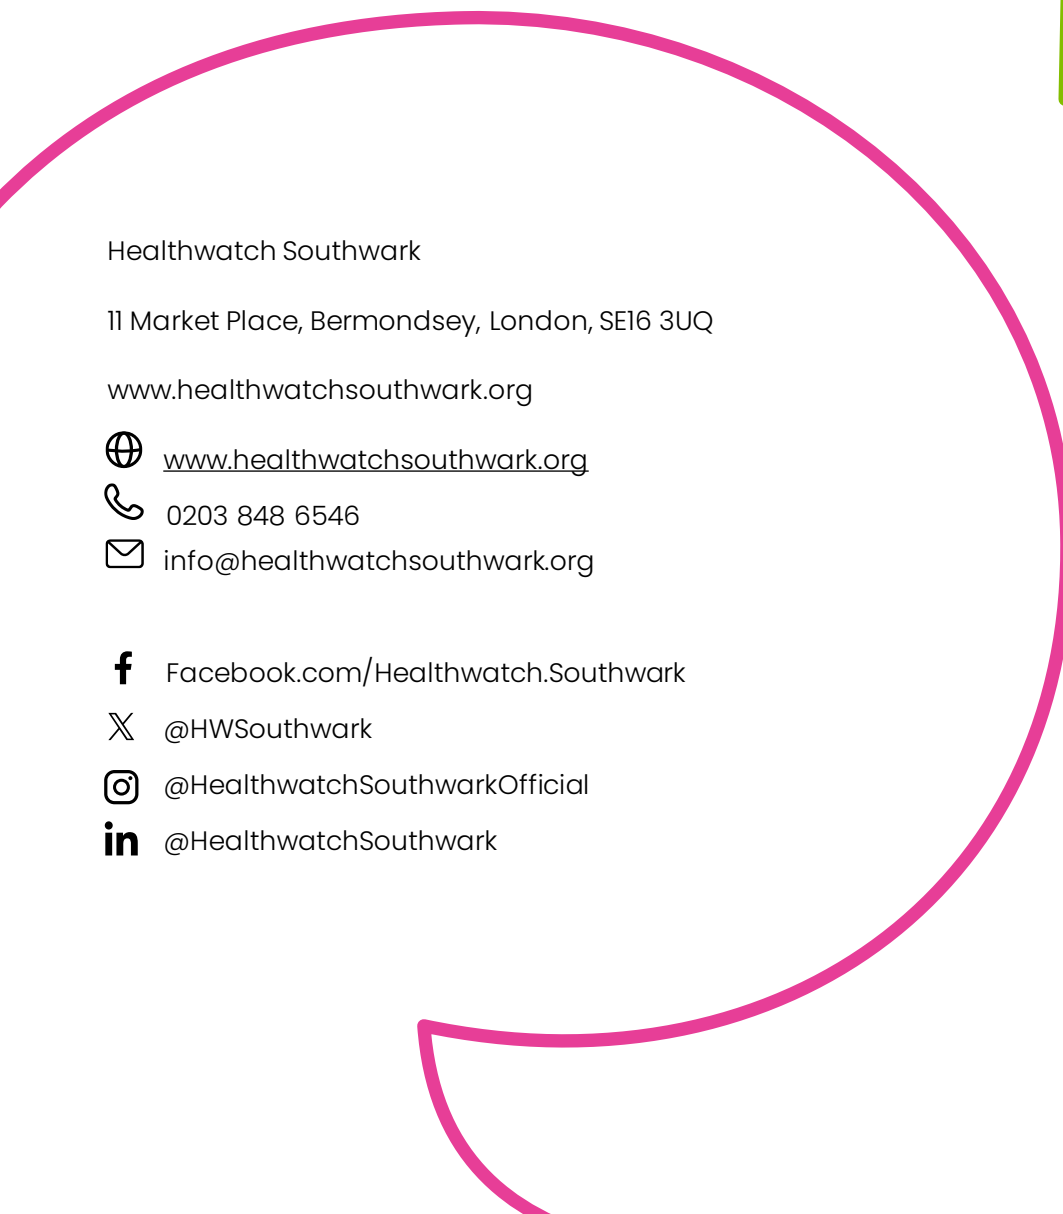 Healthwatch Southwark
11 Market Place, Bermondsey, London, SE16 3UQ
www.healthwatchsouthwark.org
www.healthwatchsouthwark.org
0203 848 6546
info@healthwatchsouthwark.org
Facebook.com/Healthwatch.Southwark
@HWSouthwark
@HealthwatchSouthwarkOfficial
@HealthwatchSouthwark